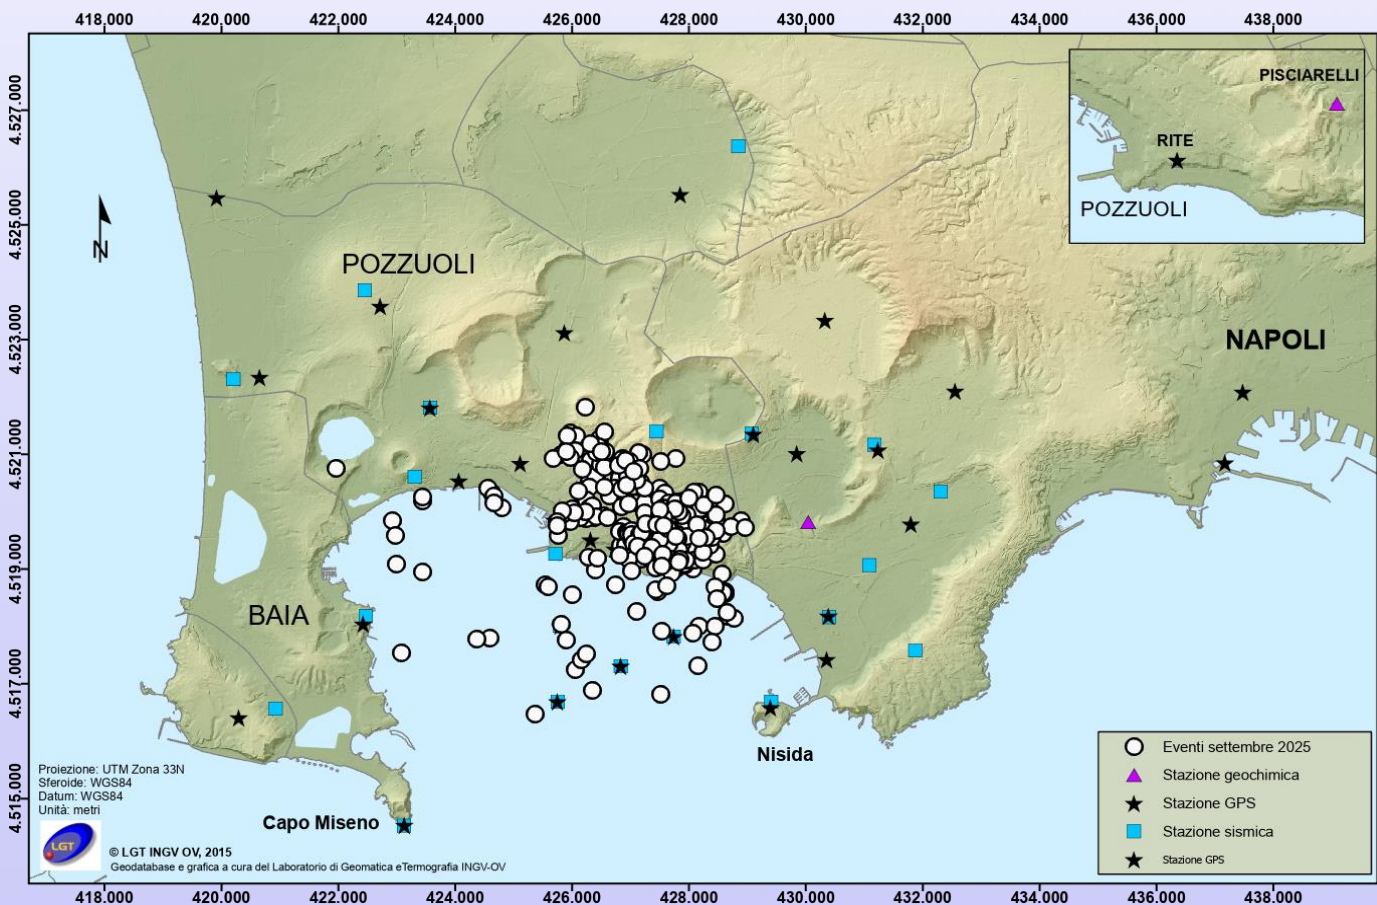 418.000 420.000 422.000 424.000 426.000 428.000 430.000 432.000 434.000 436.000 438.000
4.527.000
4.525.000
4.523.000
4.521.000
4.519.000
4.517.000
4.515.000
PISCIARELLI
RITE
POZZUOLI
N
POZZUOLI
NAPOLI
BAIA
Nisida
Capo Miseno
Proiezione: UTM Zona 33N
Sferoide: WGS84
Datum: WGS84
Unità: metri
LGT
© LGT INGV OV, 2015
Geodatabase e grafica a cura del Laboratorio di Geomatica eTermografia INGV-OV
Eventi settembre 2025
Stazione geochimica
Stazione GPS
Stazione sismica
Stazione GPS
418.000 420.000 422.000 424.000 426.000 428.000 430.000 432.000 434.000 436.000 438.000